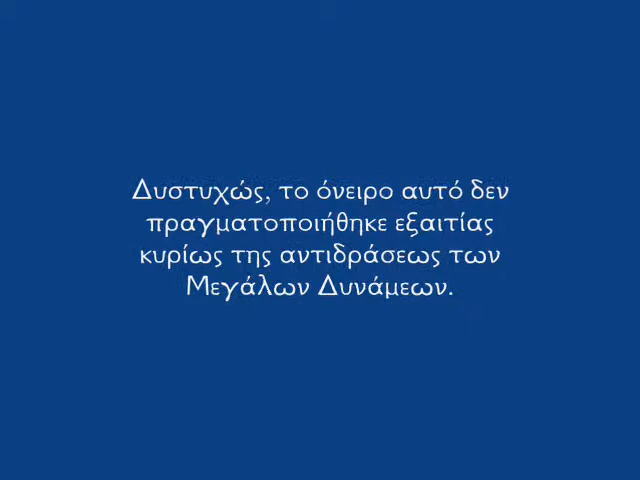 Δυστυχώς, το όνειρο αυτό δεν
πραγματοποιήθηκε εξαιτίας
κυρίως της αντιδράσεως των
Μεγάλων Δυνάμεων.